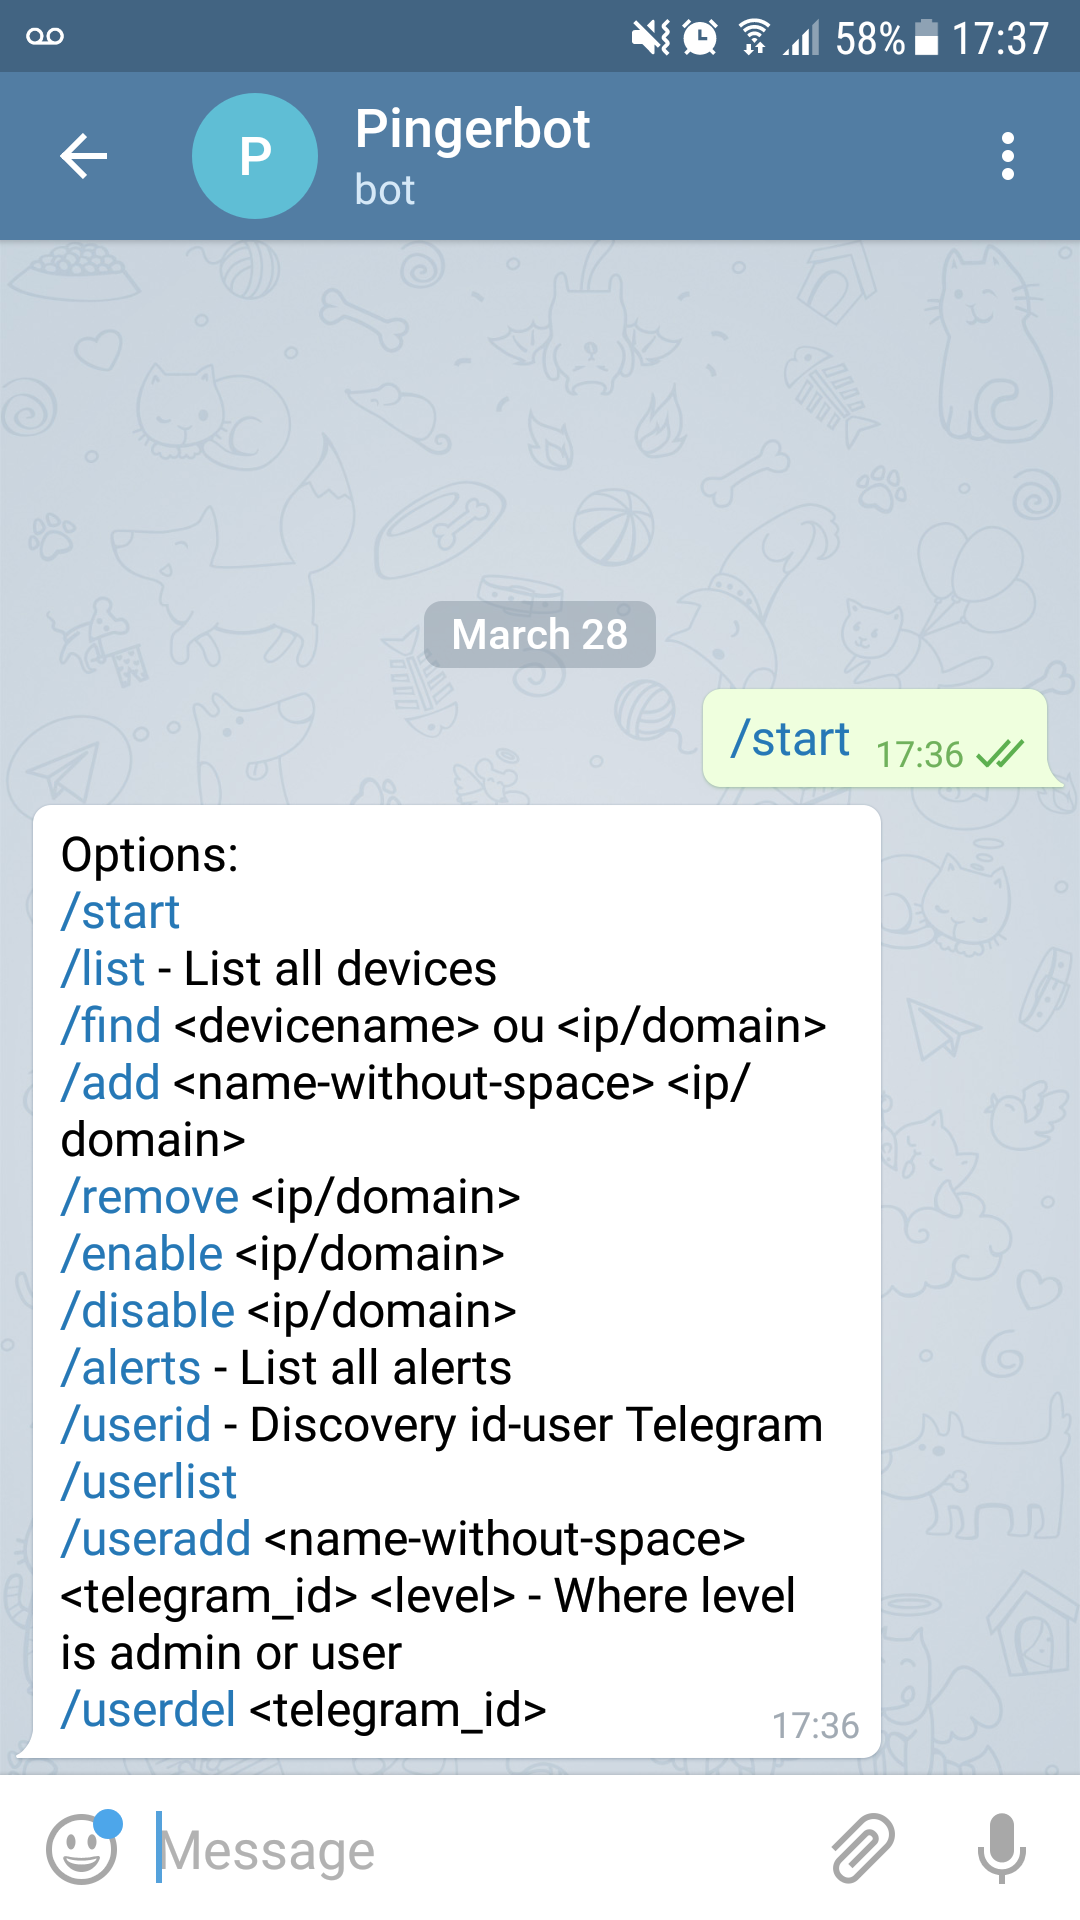 58% 17:37
P
Pingerbot
bot
March 28
/start 17:36
Options:
/start
/list - List all devices
/find <devicename> ou <ip/domain>
/add <name-without-space> <ip/
domain>
/remove <ip/domain>
/enable <ip/domain>
/disable <ip/domain>
/alerts - List all alerts
/userid - Discovery id-user Telegram
/userlist
/useradd <name-without-space>
<telegram_id> <level> - Where level
is admin or user
/userdel <telegram_id>
17:36
Message